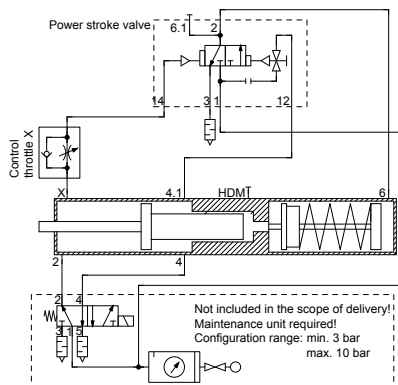 6.1
2
Power stroke valve
14
3
1
12
Control
throttle X
X
4.1
HDM
6
2
4
2
4
3
1
5
Not included in the scope of delivery!
Maintenance unit required!
Configuration range: min. 3 bar
max. 10 bar